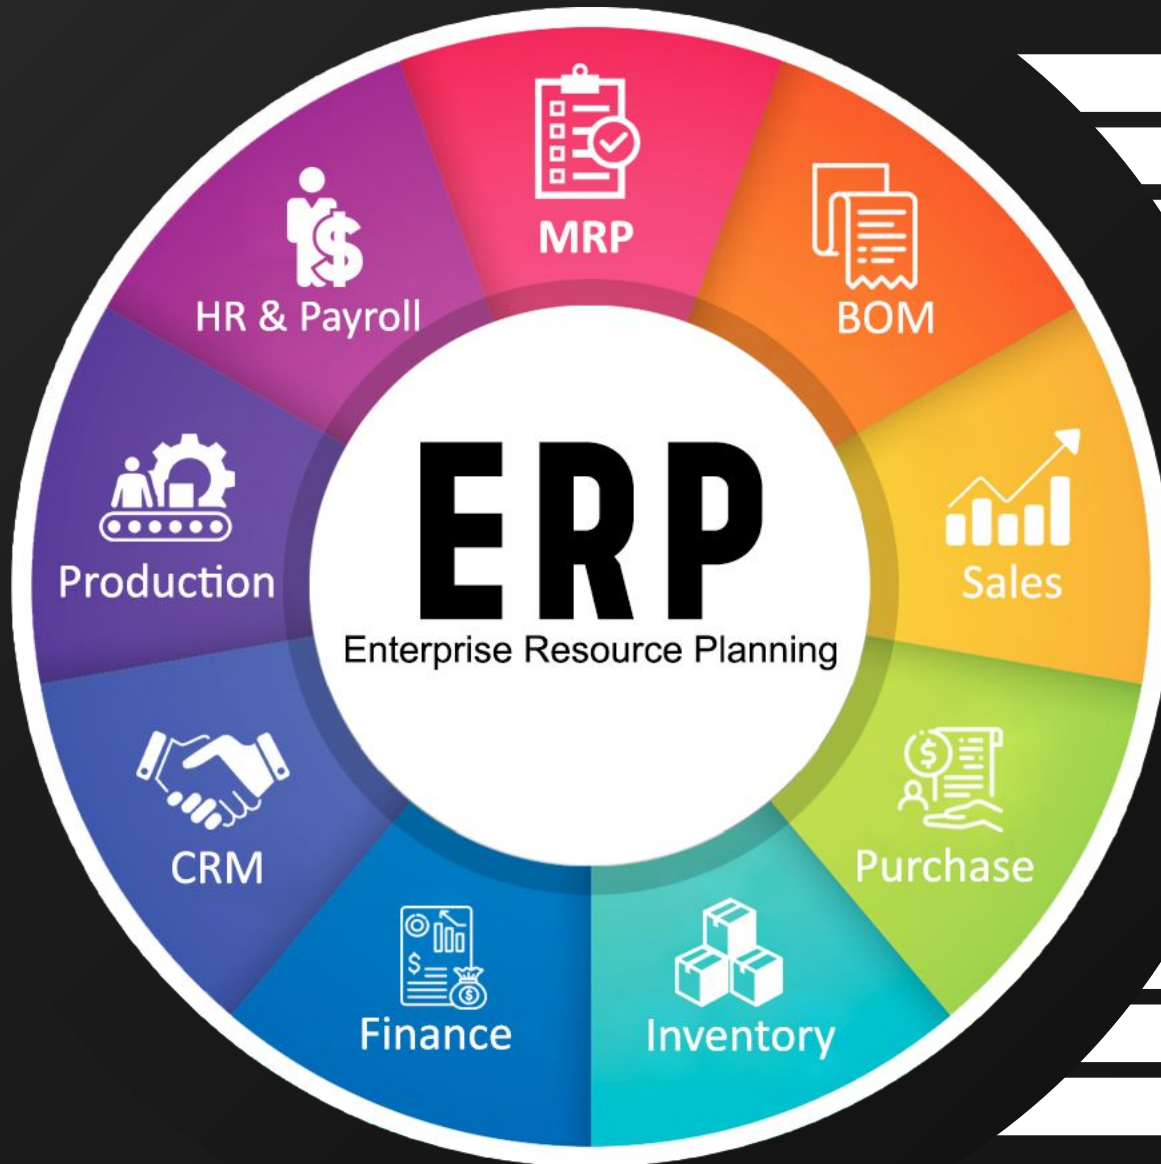 MRP
BOM
Sales
Purchase
Inventory
Finance
CRM
Production
HR & Payroll
ERP
Enterprise Resource Planning